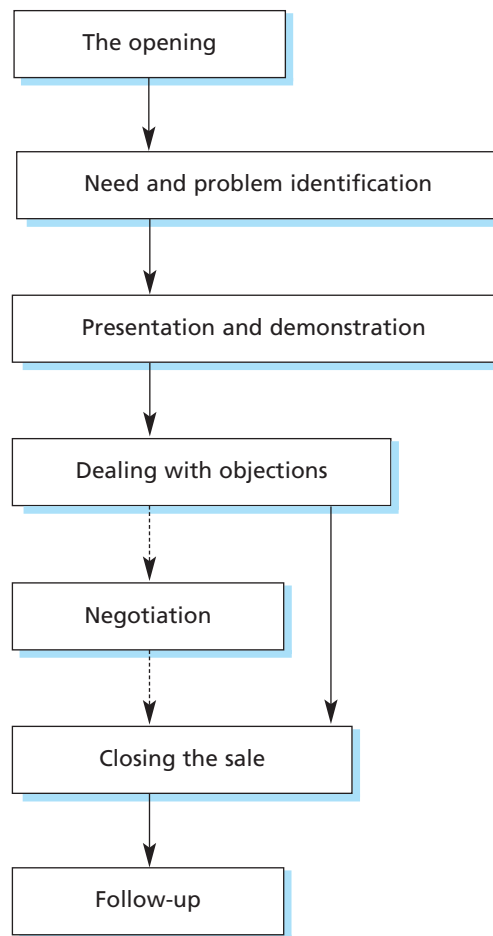 The opening
Need and problem identification
Presentation and demonstration
Dealing with objections
Negotiation
Closing the sale
Follow-up